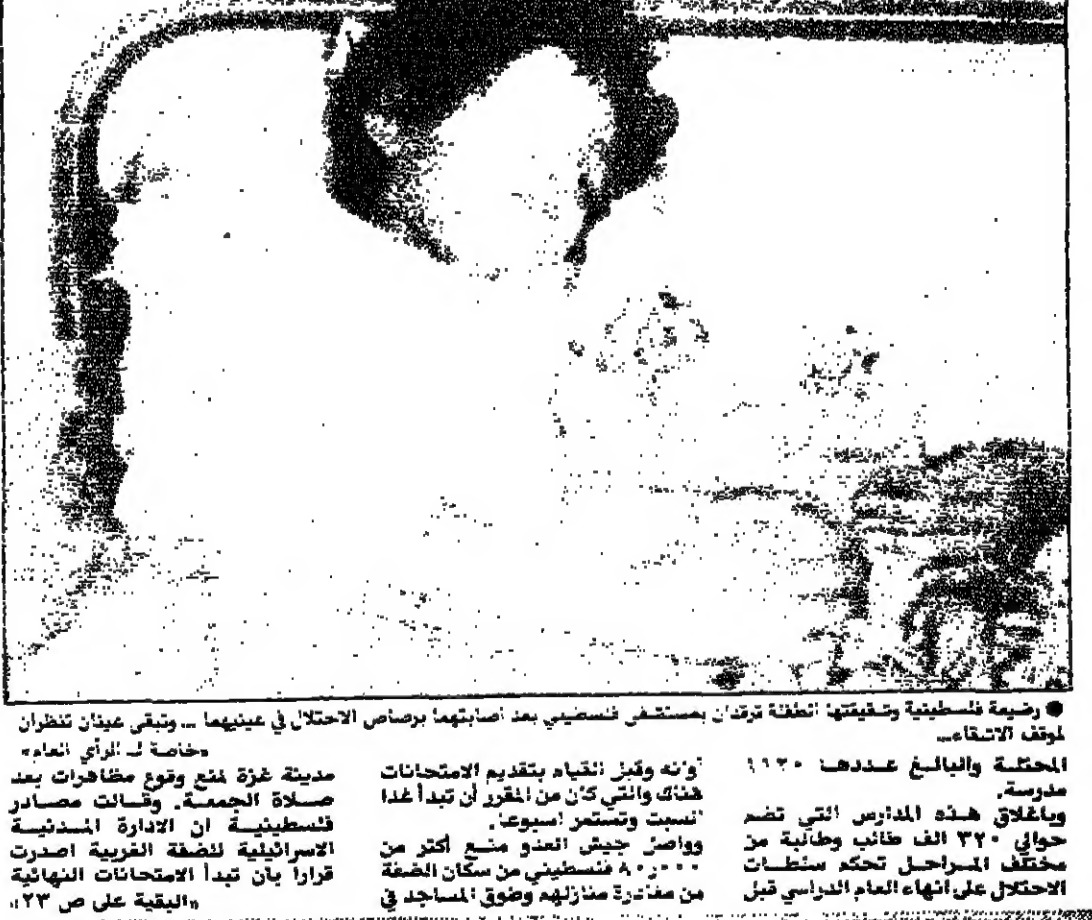 ● رضيعة فلسطينية وشقيقتها الطفلة ترقدان بمستشفى فلسطيني بعد اصابتهما برصاص الاحتلال في عينيهما ... وتبقى عينان تنظران
لموقف الاشقاء..
«خاصة لـ الرأي العام»
المحتلة والبالغ عددها
مدرسة.
وباغلاق هذه المدارس التي تضم
حوالي ٣٢٠ الف طالب وطالبة من
مختلف المراحل تحكم سلطات
الاحتلال على انهاء العام الدراسي قبل
أوانه وقبل القيام بتقديم الامتحانات
هناك والتي كان من المقرر أن تبدأ غدا
السبت وتستمر اسبوعا.
وواصل جيش العدو منع أكثر من
فلسطيني من سكان الضفة
من مغادرة منازلهم وطوق المساجد في
مدينة غزة لمنع وقوع مظاهرات بعد
صلاة الجمعة. وقالت مصادر
فلسطينية ان الادارة المدنية
الاسرائيلية للضفة الغربية اصدرت
قرارا بأن تبدأ الامتحانات النهائية
«البقية على ص ٢٣»